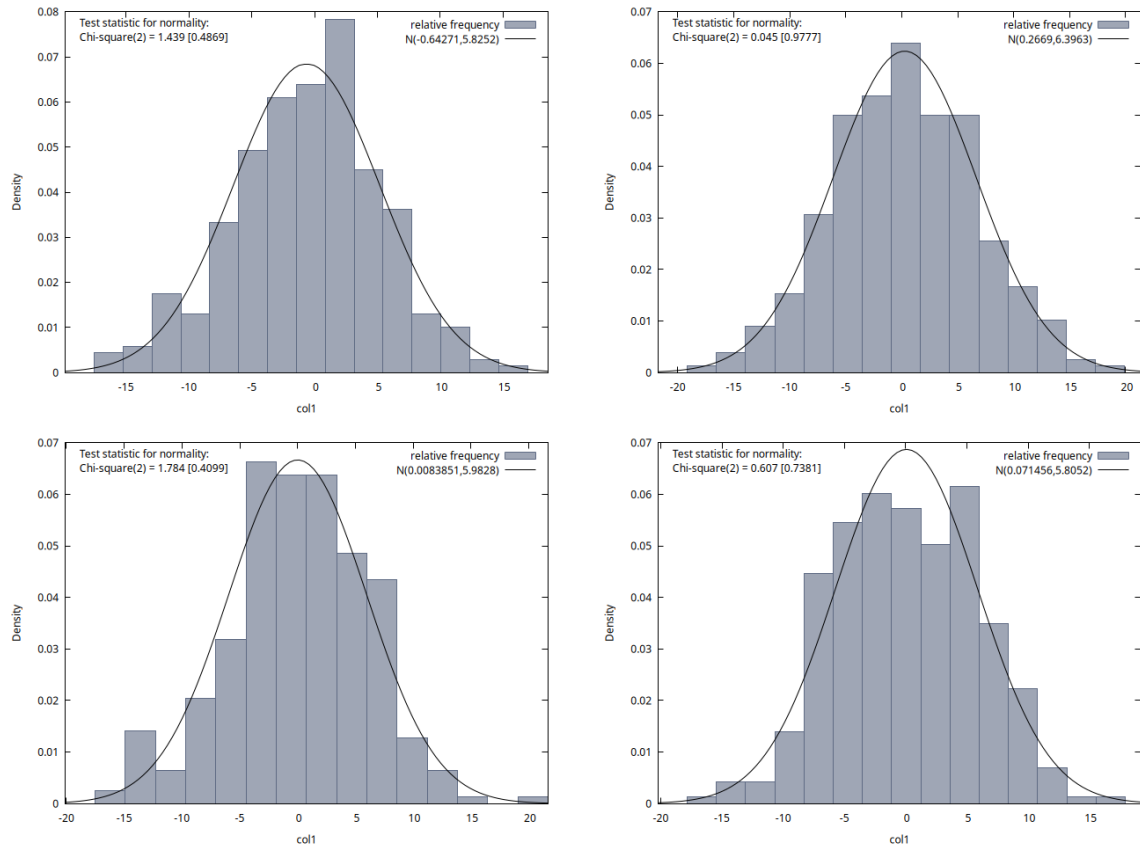 Test statistic for normality:
Chi-square(2) = 1.439 [0.4869]
relative frequency
N(-0.64271,5.8252)
0.08
0.07
0.06
0.05
0.04
0.03
0.02
0.01
0
Density
-15 -10 -5 0 5 10 15
col1
Test statistic for normality:
Chi-square(2) = 0.045 [0.9777]
relative frequency
N(0.2669,6.3963)
0.07
0.06
0.05
0.04
0.03
0.02
0.01
0
Density
-20 -15 -10 -5 0 5 10 15 20
col1
Test statistic for normality:
Chi-square(2) = 1.784 [0.4099]
relative frequency
N(0.0083851,5.9828)
0.07
0.06
0.05
0.04
0.03
0.02
0.01
0
Density
-20 -15 -10 -5 0 5 10 15 20
col1
Test statistic for normality:
Chi-square(2) = 0.607 [0.7381]
relative frequency
N(0.071456,5.8052)
0.07
0.06
0.05
0.04
0.03
0.02
0.01
0
Density
-20 -15 -10 -5 0 5 10 15
col1